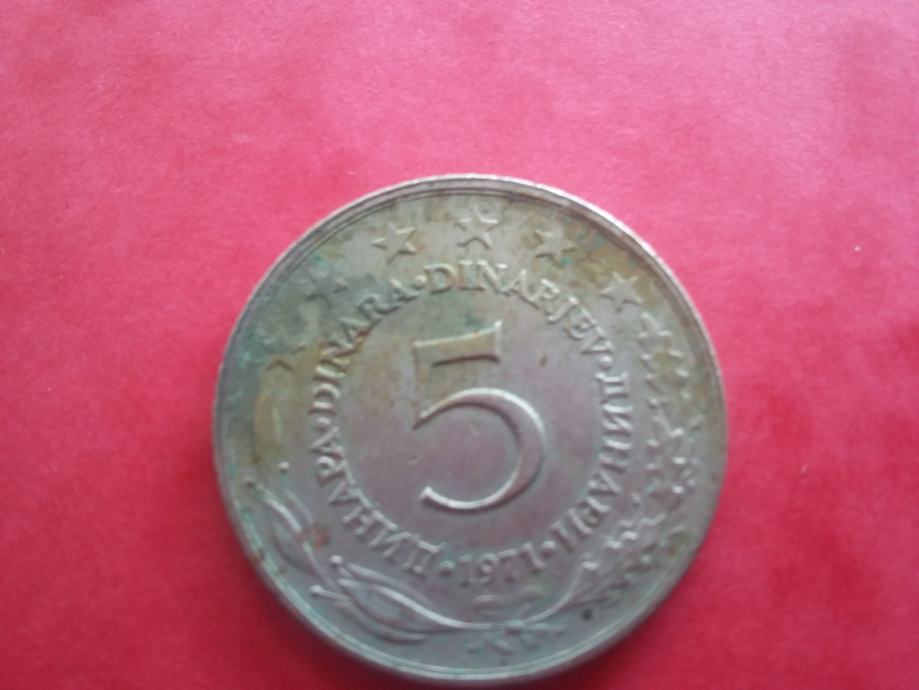 5
ДИНАРА · DINARA · DINARJEV · ДИНАРИ · 1971 ·